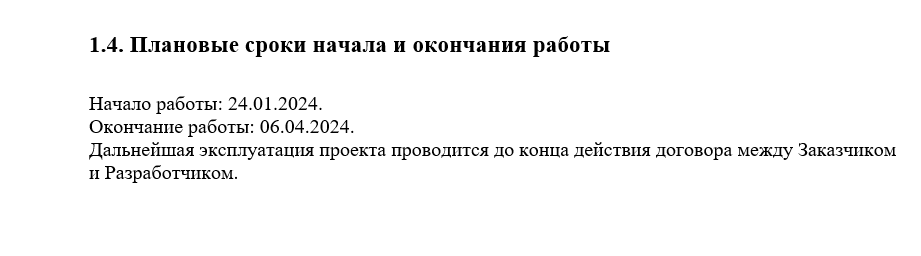 1.4. Плановые сроки начала и окончания работы
Начало работы: 24.01.2024.
Окончание работы: 06.04.2024.
Дальнейшая эксплуатация проекта проводится до конца действия договора между Заказчиком
и Разработчиком.